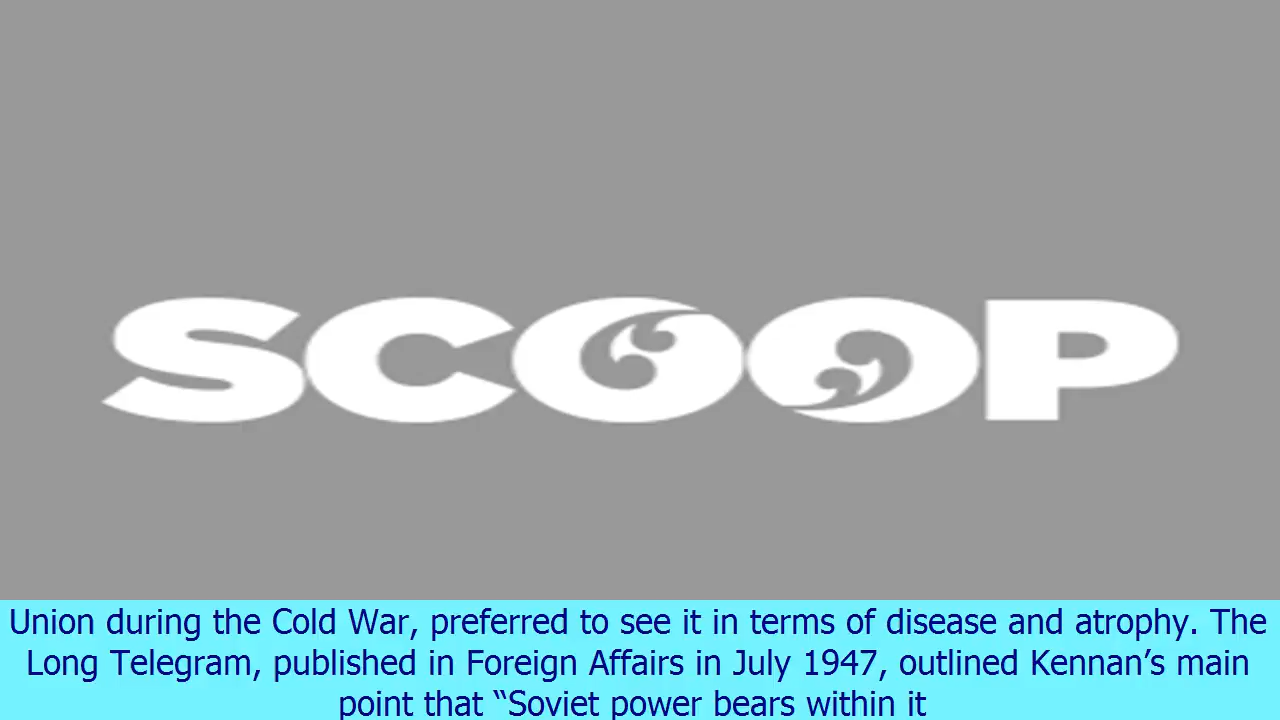 SCOOP
Union during the Cold War, preferred to see it in terms of disease and atrophy. The
Long Telegram, published in Foreign Affairs in July 1947, outlined Kennan’s main
point that “Soviet power bears within it